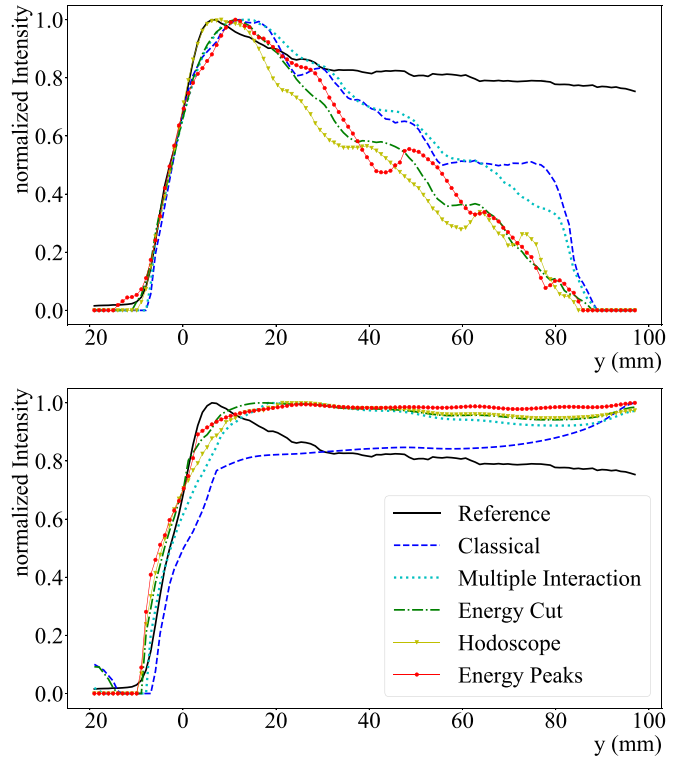 normalized Intensity
1.0
0.8
0.6
0.4
0.2
0.0
20 0 20 40 60 80 100
y (mm)
normalized Intensity
1.0
0.8
0.6
0.4
0.2
0.0
Reference
Classical
Multiple Interaction
Energy Cut
Hodoscope
Energy Peaks
20 0 20 40 60 80 100
y (mm)